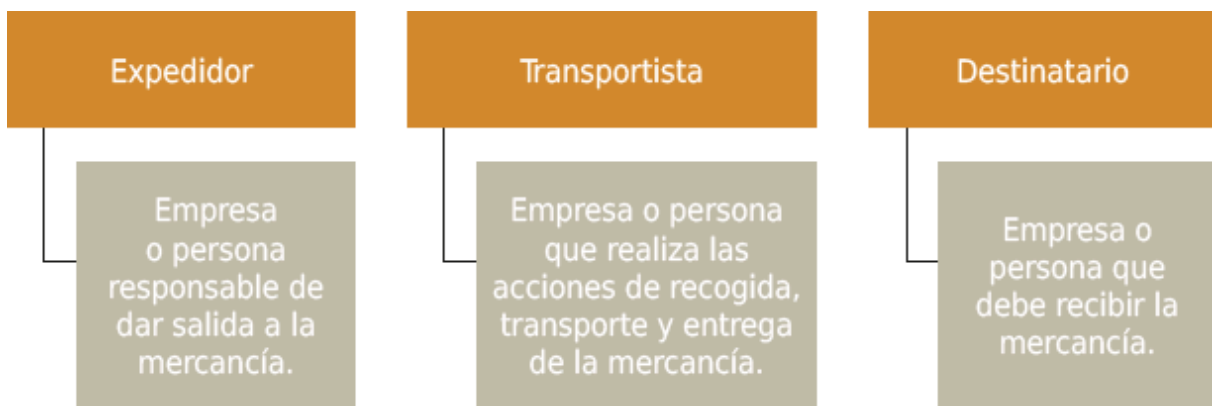 Expedidor
Empresa
o persona
responsable de
dar salida a la
mercancía.
Transportista
Empresa o persona
que realiza las
acciones de recogida,
transporte y entrega
de la mercancía.
Destinatario
Empresa o
persona que
debe recibir la
mercancía.